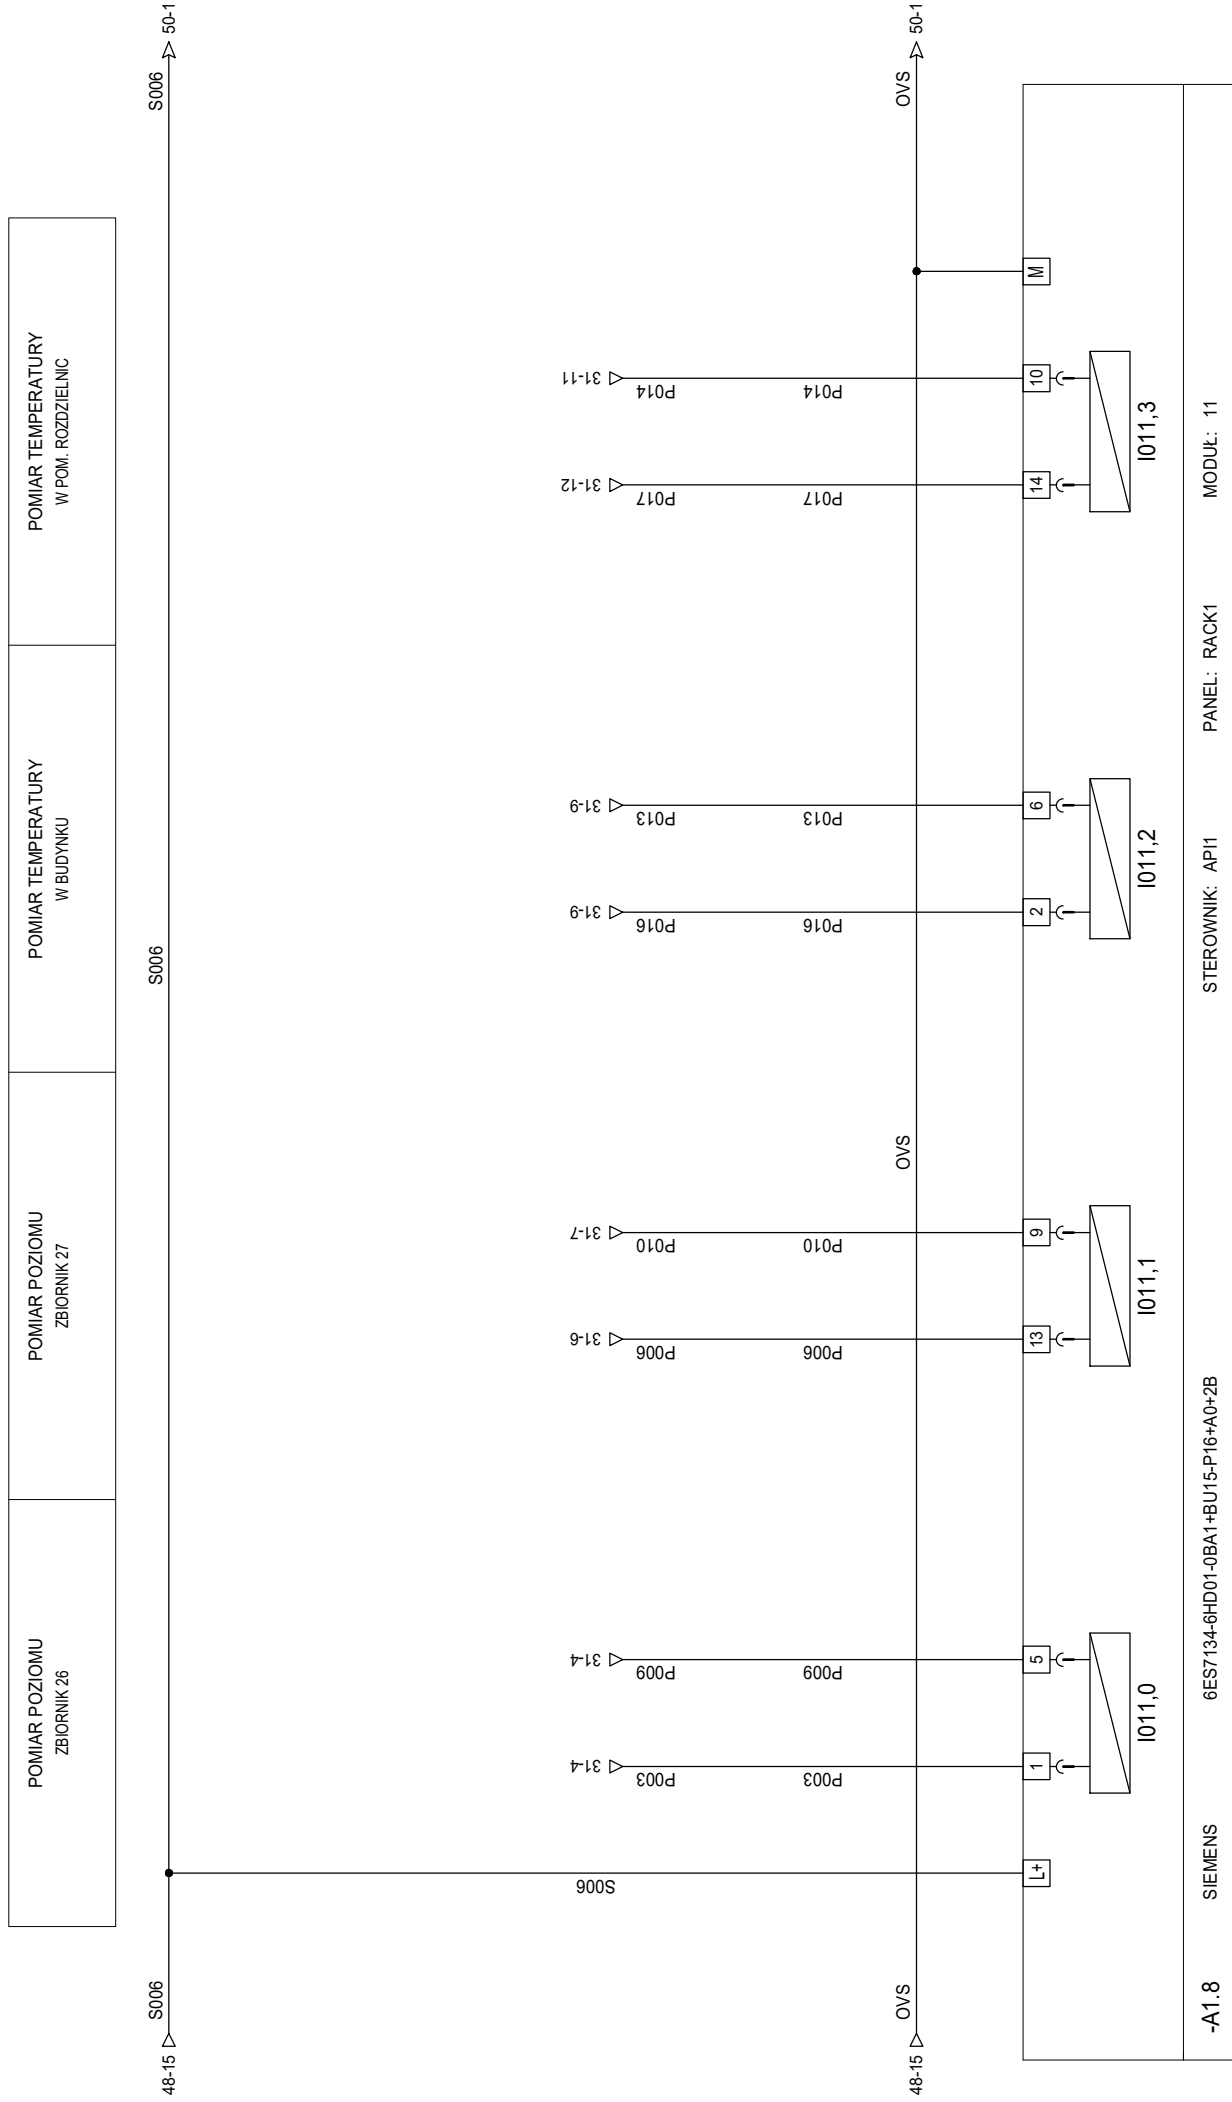 POMIAR POZIOMU
ZBIORNIK 26
POMIAR POZIOMU
ZBIORNIK 27
POMIAR TEMPERATURY
W BUDYNKU
POMIAR TEMPERATURY
W POM. ROZDZIELNIC
48-15
S006
S006
S006
50-1
S006
31-4
P003
P003
31-4
P009
P009
31-6
P006
P006
31-7
P010
P010
31-9
P016
P016
31-9
P013
P013
31-12
P017
P017
31-11
P014
P014
48-15
OVS
OVS
OVS
50-1
L+
1
5
13
9
2
6
14
10
M
I011,0
I011,1
I011,2
I011,3
-A1.8
SIEMENS
6ES7134-6HD01-0BA1+BU15-P16+A0+2B
STEROWNIK: API1
PANEL: RACK1
MODUŁ: 11